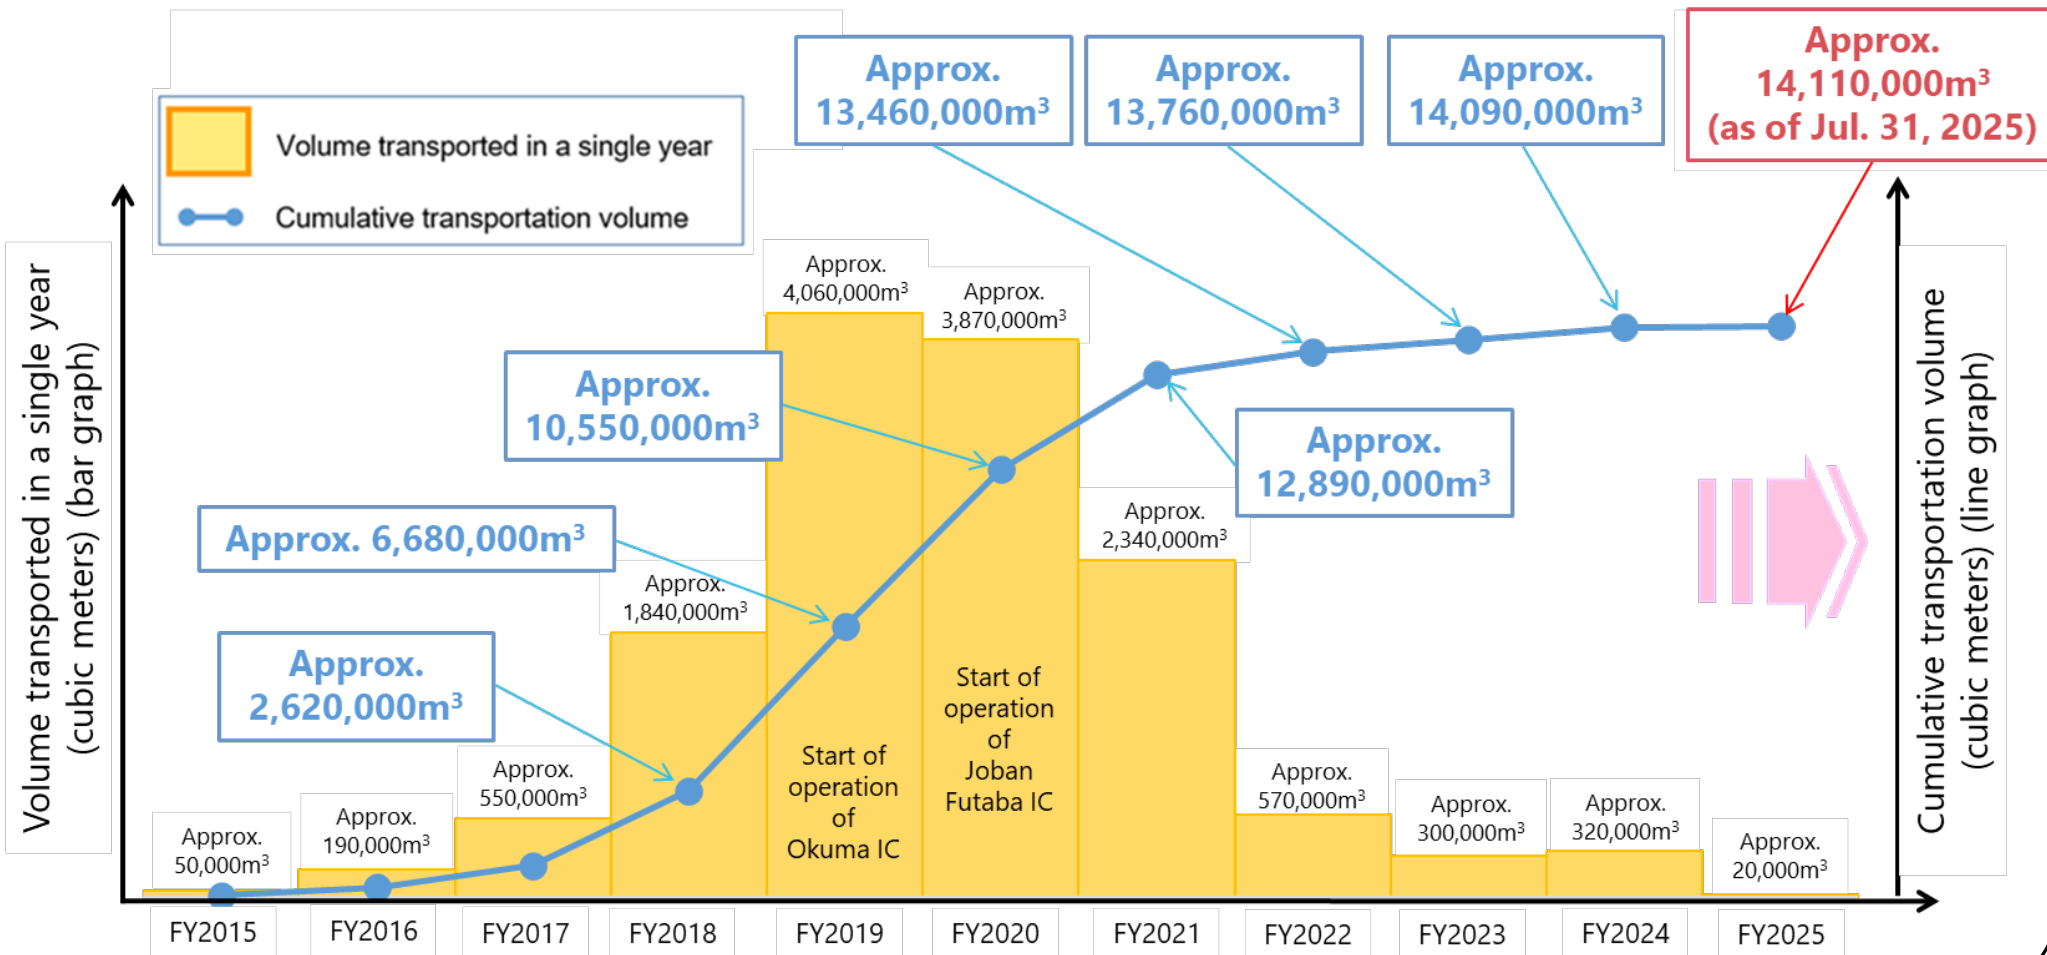 Approx.
13,460,000m³
Approx.
13,760,000m³
Approx.
14,090,000m³
Approx.
14,110,000m³
(as of Jul. 31, 2025)
Volume transported in a single year
Cumulative transportation volume
Volume transported in a single year
(cubic meters) (bar graph)
Approx.
4,060,000m³
Approx.
3,870,000m³
Approx.
10,550,000m³
Approx.
12,890,000m³
Approx. 6,680,000m³
Approx.
2,340,000m³
Approx.
1,840,000m³
Approx.
2,620,000m³
Start of
operation
of
Okuma IC
Start of
operation
of
Joban
Futaba IC
Approx.
50,000m³
Approx.
190,000m³
Approx.
550,000m³
Approx.
570,000m³
Approx.
300,000m³
Approx.
320,000m³
Approx.
20,000m³
Cumulative transportation volume
(cubic meters) (line graph)
FY2015
FY2016
FY2017
FY2018
FY2019
FY2020
FY2021
FY2022
FY2023
FY2024
FY2025